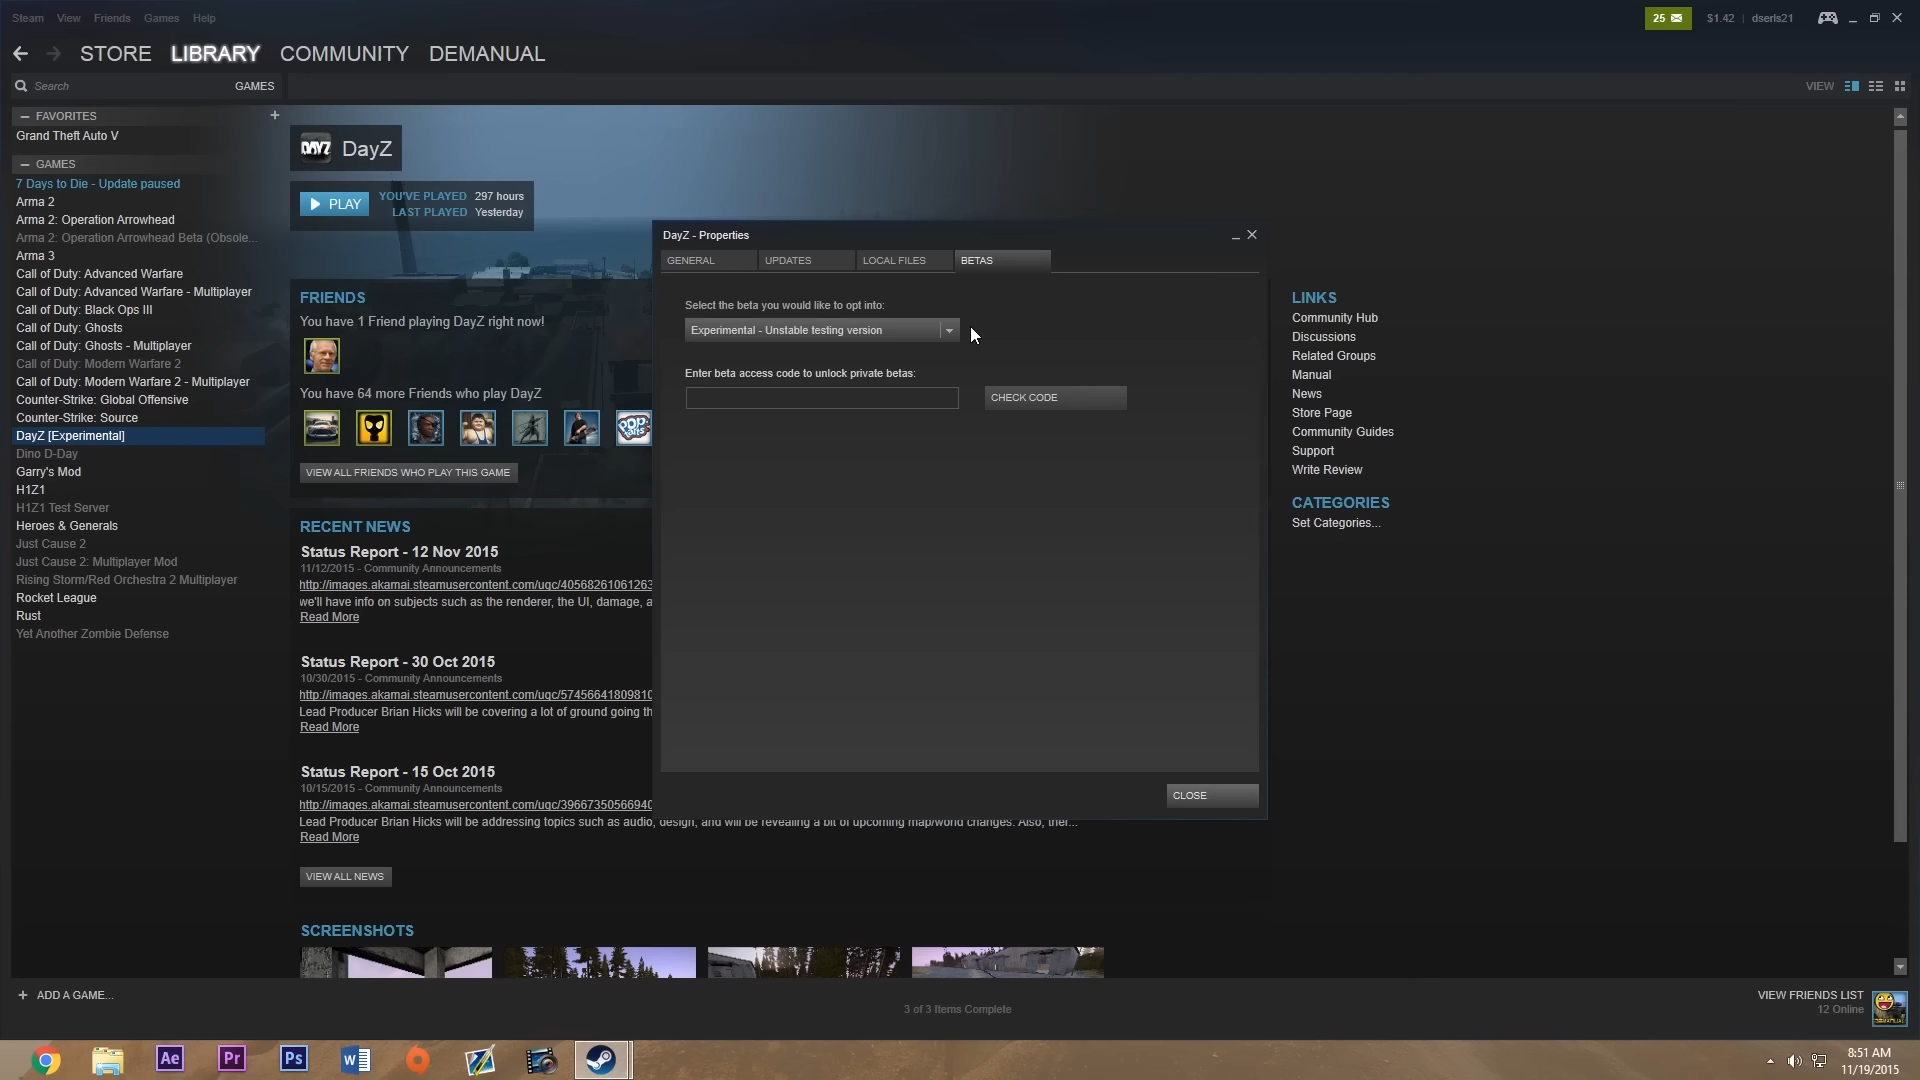 Steam View Friends Games Help
25 $1.42 | dserls21
STORE LIBRARY COMMUNITY DEMANUAL
Search GAMES
VIEW
— FAVORITES +
Grand Theft Auto V
— GAMES
7 Days to Die - Update paused
Arma 2
Arma 2: Operation Arrowhead
Arma 2: Operation Arrowhead Beta (Obsole...
Arma 3
Call of Duty: Advanced Warfare
Call of Duty: Advanced Warfare - Multiplayer
Call of Duty: Black Ops III
Call of Duty: Ghosts
Call of Duty: Ghosts - Multiplayer
Call of Duty: Modern Warfare 2
Call of Duty: Modern Warfare 2 - Multiplayer
Counter-Strike: Global Offensive
Counter-Strike: Source
DayZ [Experimental]
Dino D-Day
Garry's Mod
H1Z1
H1Z1 Test Server
Heroes & Generals
Just Cause 2
Just Cause 2: Multiplayer Mod
Rising Storm/Red Orchestra 2 Multiplayer
Rocket League
Rust
Yet Another Zombie Defense
+ ADD A GAME...
DAYZ DayZ
PLAY
YOU'VE PLAYED 297 hours
LAST PLAYED Yesterday
FRIENDS
You have 1 Friend playing DayZ right now!
You have 64 more Friends who play DayZ
VIEW ALL FRIENDS WHO PLAY THIS GAME
RECENT NEWS
Status Report - 12 Nov 2015
11/12/2015 - Community Announcements
http://images.akamai.steamusercontent.com/ugc/40568261061263
we'll have info on subjects such as the renderer, the UI, damage, a
Read More
Status Report - 30 Oct 2015
10/30/2015 - Community Announcements
http://images.akamai.steamusercontent.com/ugc/57456641809810
Lead Producer Brian Hicks will be covering a lot of ground going th
Read More
Status Report - 15 Oct 2015
10/15/2015 - Community Announcements
http://images.akamai.steamusercontent.com/ugc/39667350566940
Lead Producer Brian Hicks will be addressing topics such as audio, design, and will be revealing a bit of upcoming map/world changes. Also, ther...
Read More
VIEW ALL NEWS
SCREENSHOTS
DayZ - Properties
GENERAL UPDATES LOCAL FILES BETAS
Select the beta you would like to opt into:
Experimental - Unstable testing version
Enter beta access code to unlock private betas:
CHECK CODE
CLOSE
LINKS
Community Hub
Discussions
Related Groups
Manual
News
Store Page
Community Guides
Support
Write Review
CATEGORIES
Set Categories...
3 of 3 Items Complete
VIEW FRIENDS LIST
12 Online
Ae Pr Ps W
8:51 AM
11/19/2015